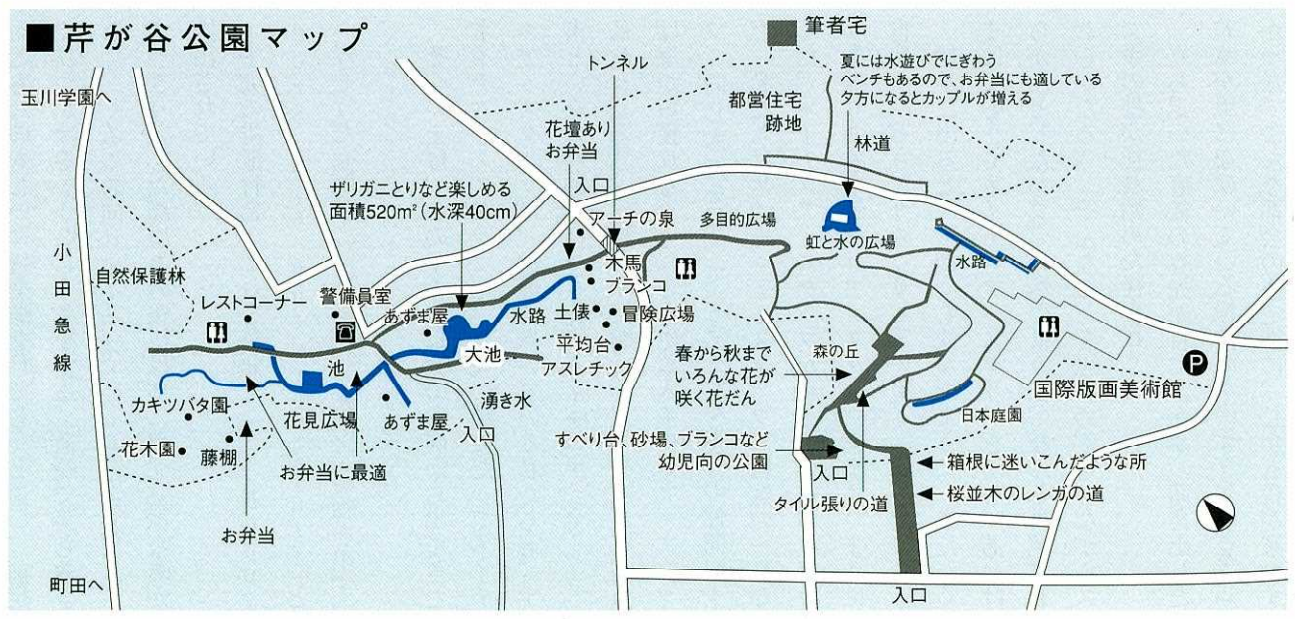 ■芹が谷公園マップ
筆者宅
トンネル
夏には水遊びでにぎわう
ベンチもあるので、お弁当にも適している
夕方になるとカップルが増える
玉川学園へ
都営住宅
跡地
花壇あり
お弁当
林道
ザリガニとりなど楽しめる
面積520m²(水深40cm)
入口
アーチの泉
多目的広場
虹と水の広場
水路
小田急線
自然保護林
木馬
ブランコ
レストコーナー
警備員室
あずま屋
水路
土俵
冒険広場
大池
平均台
アスレチック
池
春から秋まで
いろんな花が
咲く花だん
森の丘
国際版画美術館
P
カキツバタ園
花見広場
あずま屋
湧き水
日本庭園
入口
花木園
藤棚
お弁当に最適
すべり台、砂場、ブランコなど
幼児向の公園
入口
箱根に迷いこんだような所
タイル張りの道
桜並木のレンガの道
お弁当
町田へ
入口